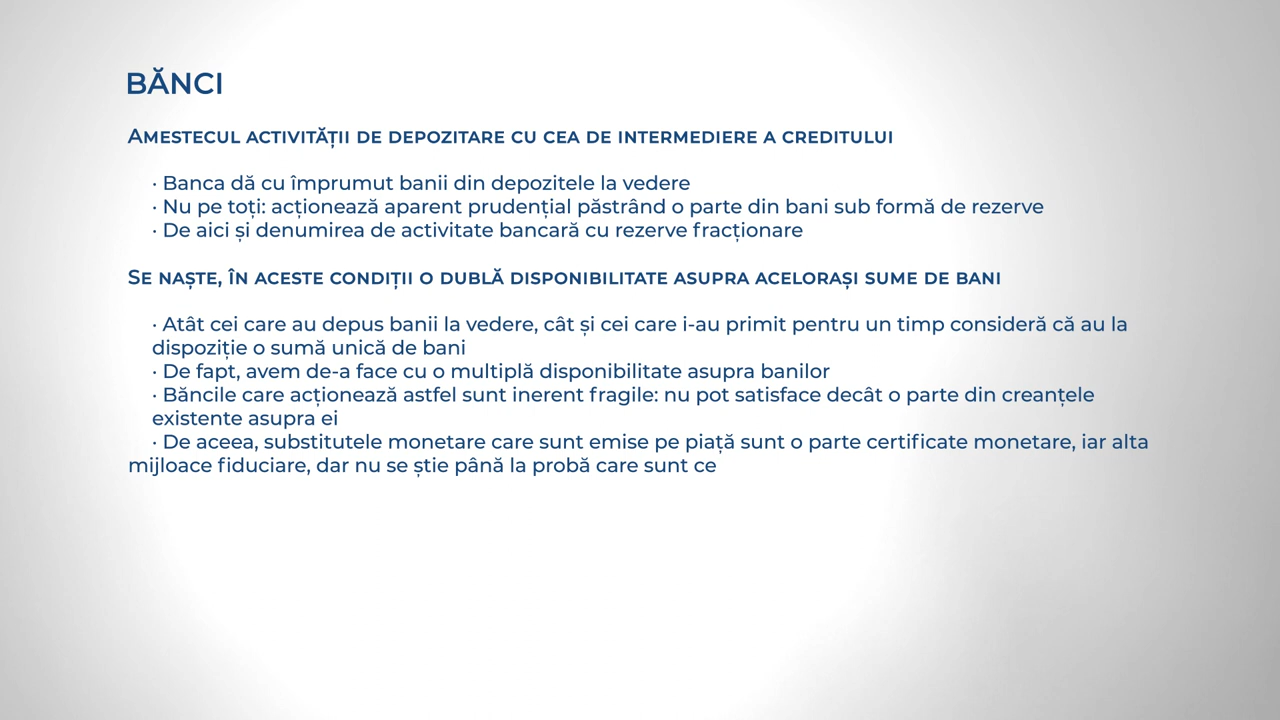 BĂNCI
Amestecul activității de depozitare cu cea de intermediere a creditului
· Banca dă cu împrumut banii din depozitele la vedere
· Nu pe toți: acționează aparent prudențial păstrând o parte din bani sub formă de rezerve
· De aici și denumirea de activitate bancară cu rezerve fracționare
Se naște, în aceste condiții o dublă disponibilitate asupra acelorași sume de bani
· Atât cei care au depus banii la vedere, cât și cei care i-au primit pentru un timp consideră că au la
dispoziție o sumă unică de bani
· De fapt, avem de-a face cu o multiplă disponibilitate asupra banilor
· Băncile care acționează astfel sunt inerent fragile: nu pot satisface decât o parte din creanțele
existente asupra ei
· De aceea, substitutele monetare care sunt emise pe piață sunt o parte certificate monetare, iar alta
mijloace fiduciare, dar nu se știe până la probă care sunt ce